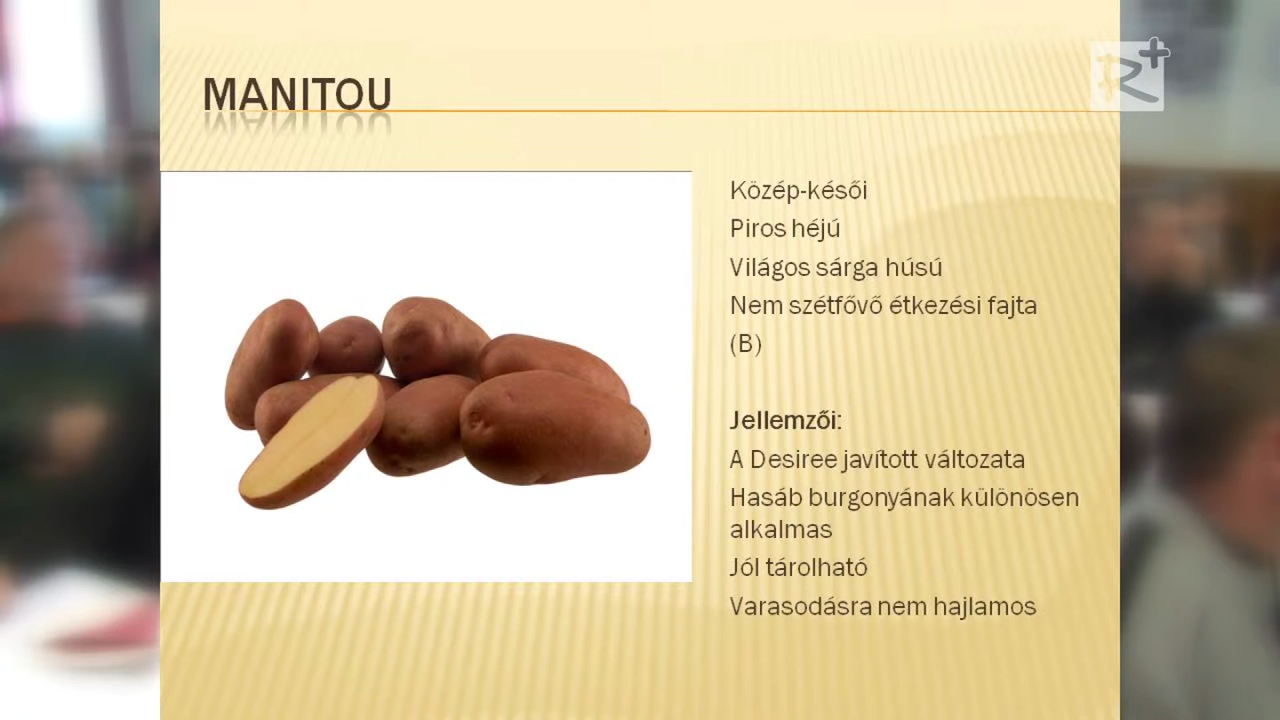 MANITOU
R+
Közép-késői
Piros héjú
Világos sárga húsú
Nem szétfővő étkezési fajta
(B)
Jellemzői:
A Desiree javított változata
Hasáb burgonyának különösen
alkalmas
Jól tárolható
Varasodásra nem hajlamos